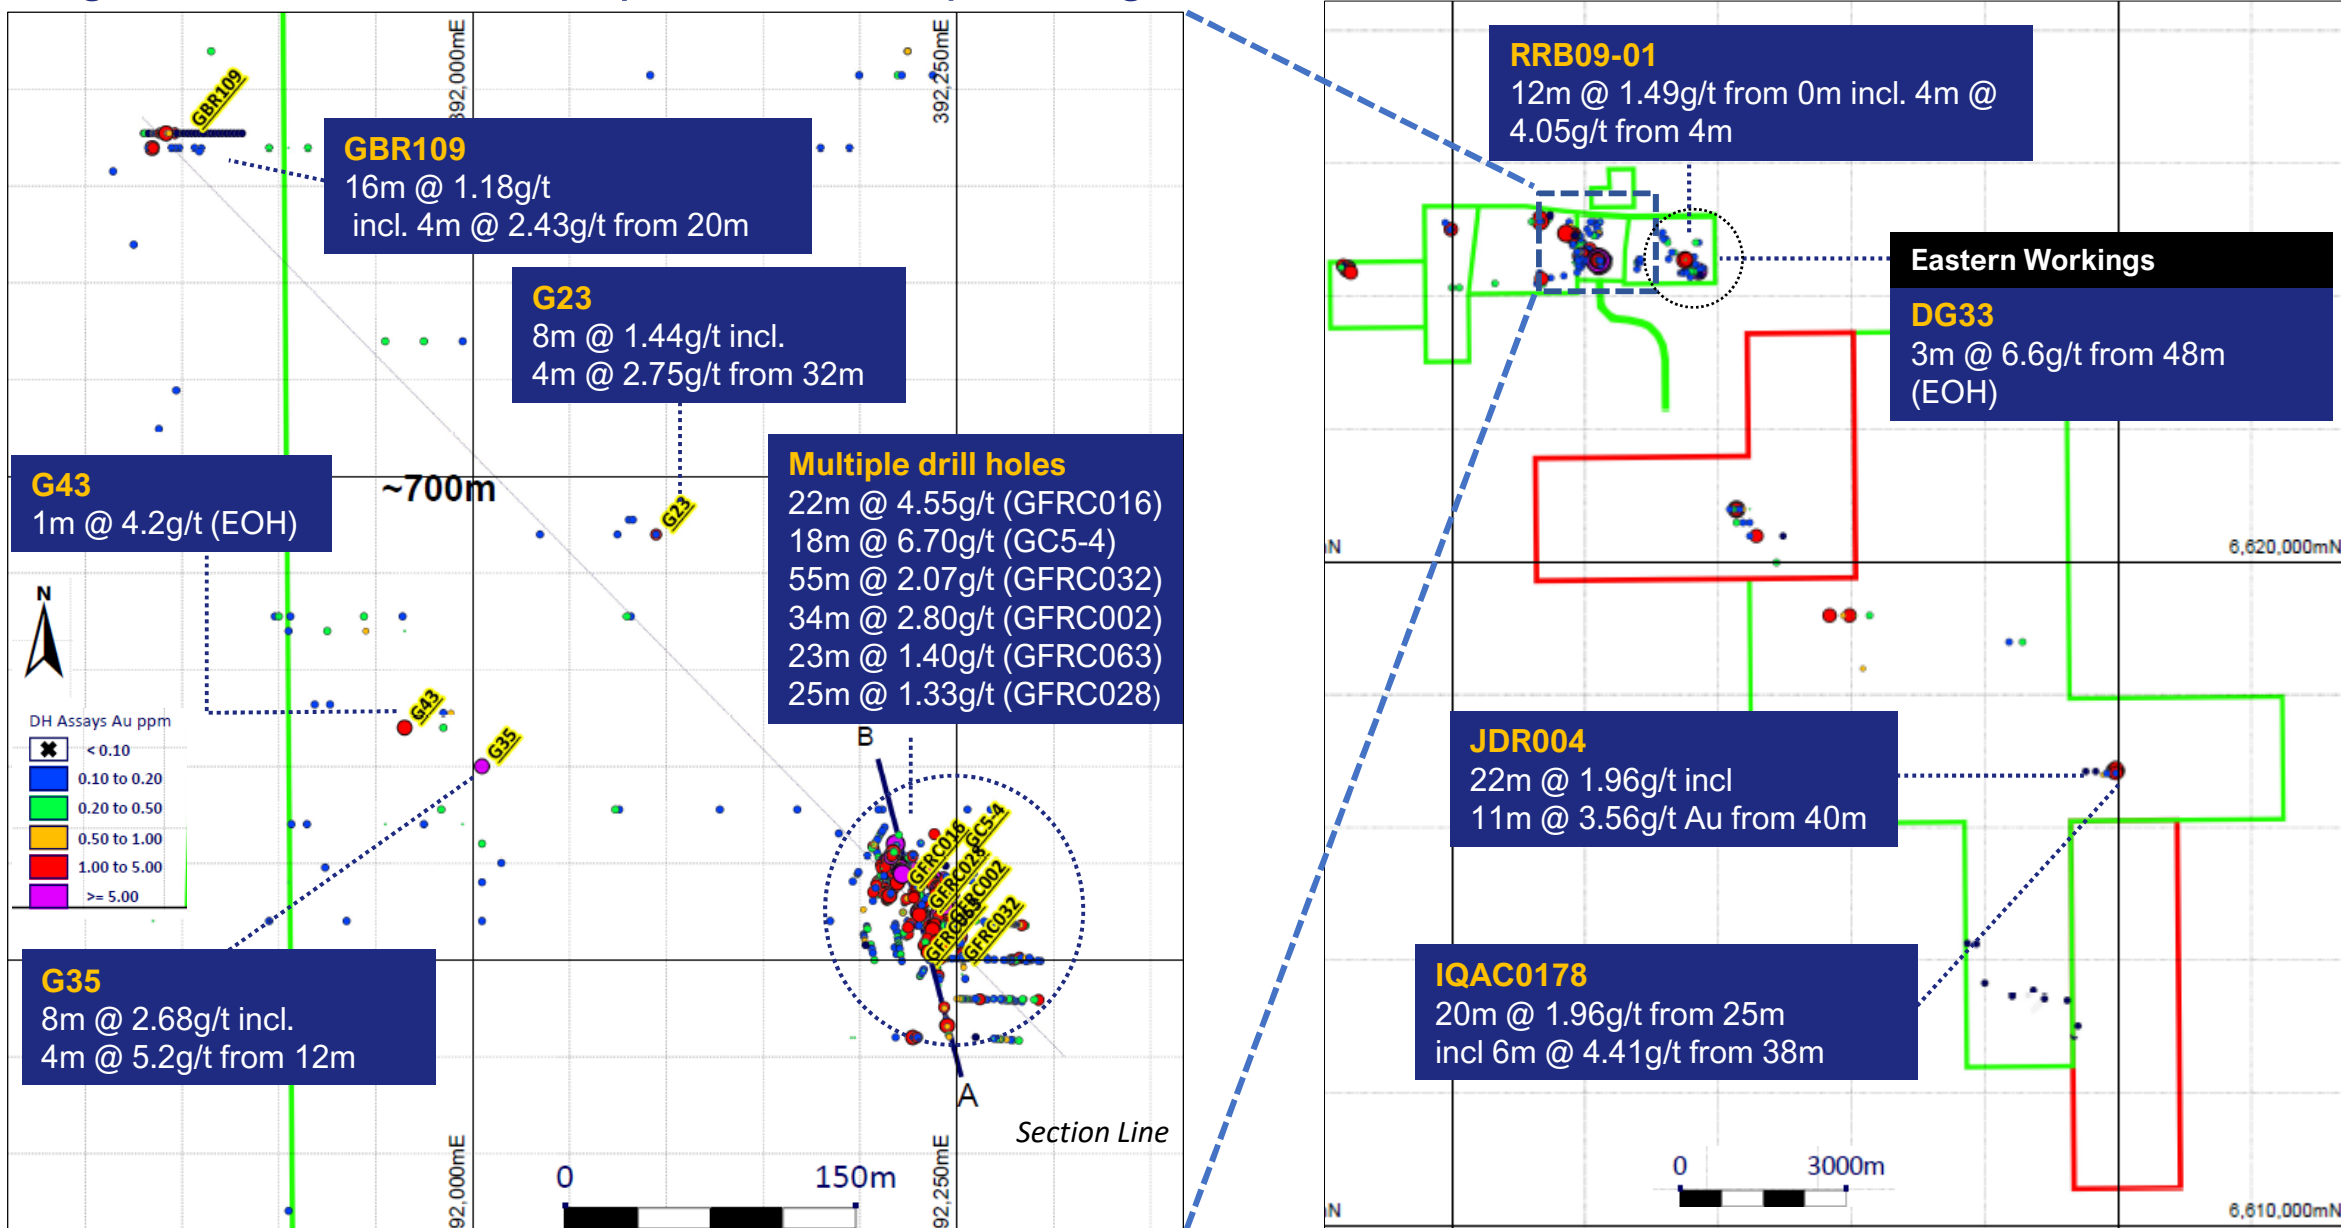 392,000mE
392,250mE
GBR109
GBR109
16m @ 1.18g/t
incl. 4m @ 2.43g/t from 20m
G23
8m @ 1.44g/t incl.
4m @ 2.75g/t from 32m
G43
1m @ 4.2g/t (EOH)
~700m
G23
Multiple drill holes
22m @ 4.55g/t (GFRC016)
18m @ 6.70g/t (GC5-4)
55m @ 2.07g/t (GFRC032)
34m @ 2.80g/t (GFRC002)
23m @ 1.40g/t (GFRC063)
25m @ 1.33g/t (GFRC028)
N
G43
G35
DH Assays Au ppm
< 0.10
0.10 to 0.20
0.20 to 0.50
0.50 to 1.00
1.00 to 5.00
>= 5.00
B
GFRC016
GC5-4
GFRC028
GFRC002
GFRC063
GFRC032
A
G35
8m @ 2.68g/t incl.
4m @ 5.2g/t from 12m
Section Line
0 150m
92,000mE
92,250mE
RRB09-01
12m @ 1.49g/t from 0m incl. 4m @
4.05g/t from 4m
Eastern Workings
DG33
3m @ 6.6g/t from 48m
(EOH)
N
6,620,000mN
JDR004
22m @ 1.96g/t incl
11m @ 3.56g/t Au from 40m
IQAC0178
20m @ 1.96g/t from 25m
incl 6m @ 4.41g/t from 38m
0 3000m
N
6,610,000mN